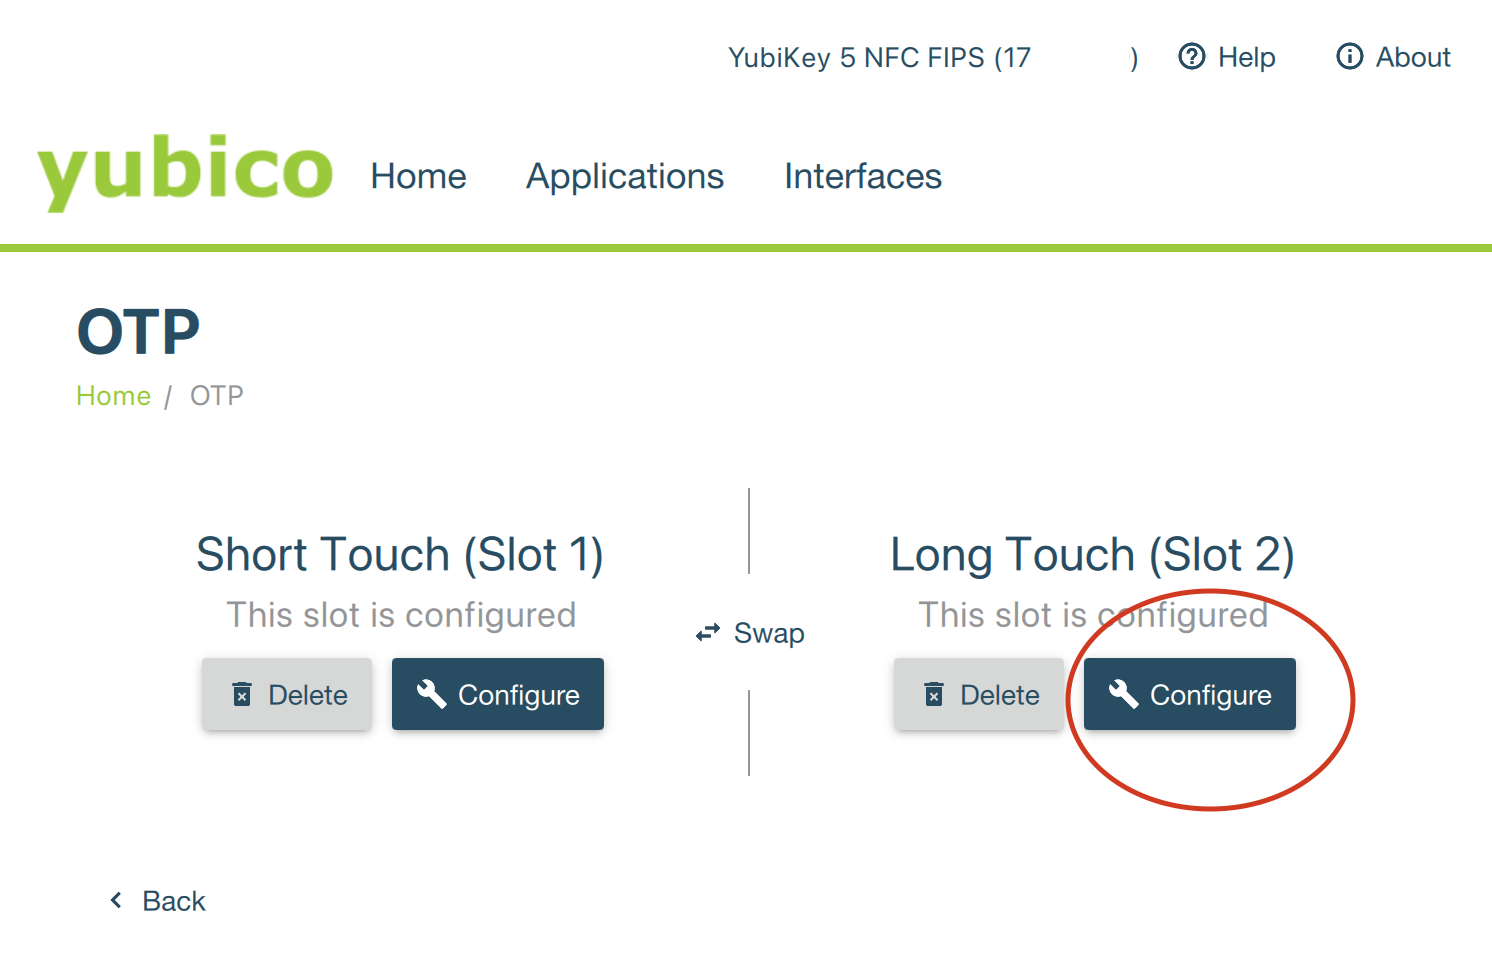 YubiKey 5 NFC FIPS (17 ) Help About
yubico Home Applications Interfaces
OTP
Home / OTP
Short Touch (Slot 1)
This slot is configured
Delete Configure
Swap
Long Touch (Slot 2)
This slot is configured
Delete Configure
Back